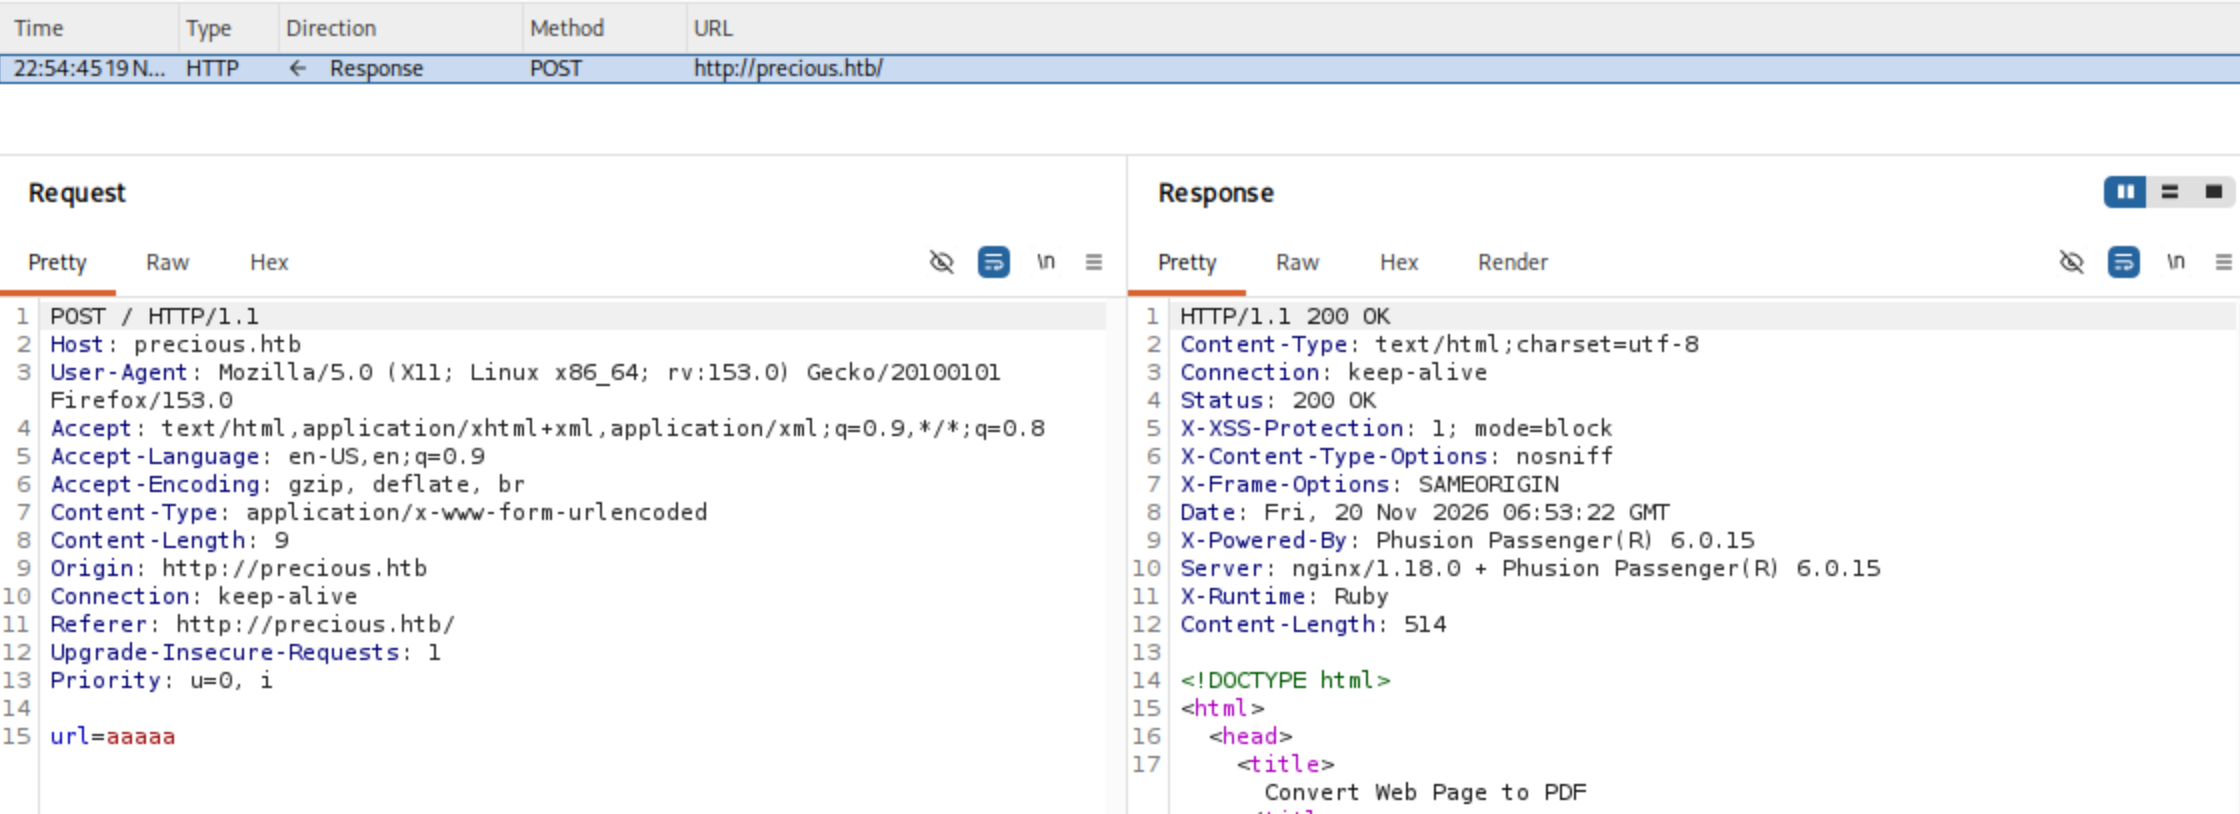 Time Type Direction Method URL
22:54:45 19 N... HTTP ← Response POST http://precious.htb/
Request
Pretty Raw Hex \n
1 POST / HTTP/1.1
2 Host: precious.htb
3 User-Agent: Mozilla/5.0 (X11; Linux x86_64; rv:153.0) Gecko/20100101
Firefox/153.0
4 Accept: text/html,application/xhtml+xml,application/xml;q=0.9,*/*;q=0.8
5 Accept-Language: en-US,en;q=0.9
6 Accept-Encoding: gzip, deflate, br
7 Content-Type: application/x-www-form-urlencoded
8 Content-Length: 9
9 Origin: http://precious.htb
10 Connection: keep-alive
11 Referer: http://precious.htb/
12 Upgrade-Insecure-Requests: 1
13 Priority: u=0, i
14
15 url=aaaaa
Response
Pretty Raw Hex Render \n
1 HTTP/1.1 200 OK
2 Content-Type: text/html;charset=utf-8
3 Connection: keep-alive
4 Status: 200 OK
5 X-XSS-Protection: 1; mode=block
6 X-Content-Type-Options: nosniff
7 X-Frame-Options: SAMEORIGIN
8 Date: Fri, 20 Nov 2026 06:53:22 GMT
9 X-Powered-By: Phusion Passenger(R) 6.0.15
10 Server: nginx/1.18.0 + Phusion Passenger(R) 6.0.15
11 X-Runtime: Ruby
12 Content-Length: 514
13
14 <!DOCTYPE html>
15 <html>
16 <head>
17 <title>
Convert Web Page to PDF